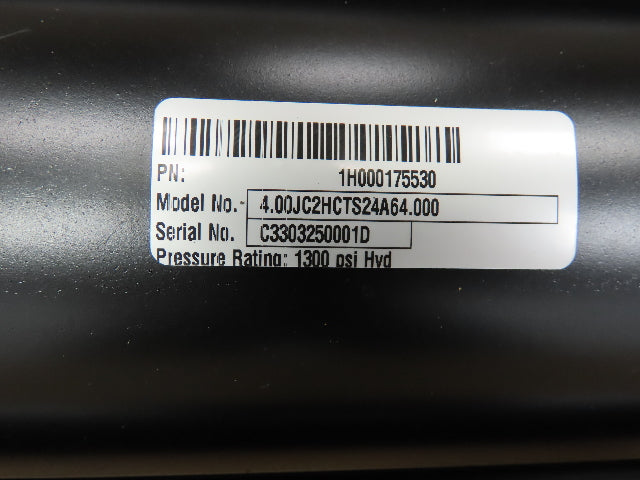 PN: 1H000175530
Model No.- 4.00JC2HCTS24A64.000
Serial No. C3303250001D
Pressure Rating: 1300 psi Hyd